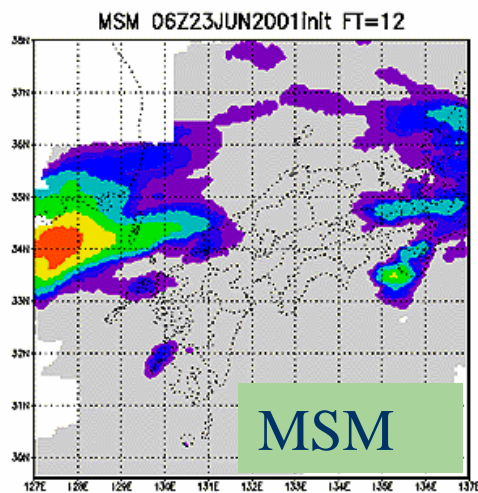 MSM 06Z23JUN2001init FT=12
38N
37N
36N
35N
34N
33N
32N
31N
30N
127E 128E 129E 130E 131E 132E 133E 134E 135E 136E 137E
MSM